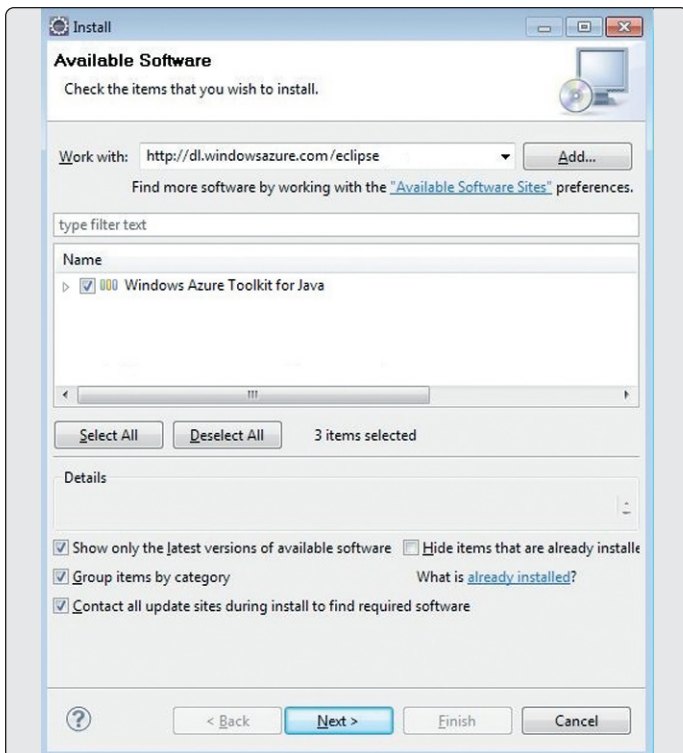 Install
Available Software
Check the items that you wish to install.
Work with: http://dl.windowsazure.com/eclipse Add...
Find more software by working with the "Available Software Sites" preferences.
type filter text
Name
Windows Azure Toolkit for Java
Select All Deselect All 3 items selected
Details
Show only the latest versions of available software Hide items that are already installe
Group items by category What is already installed?
Contact all update sites during install to find required software
? < Back Next > Finish Cancel